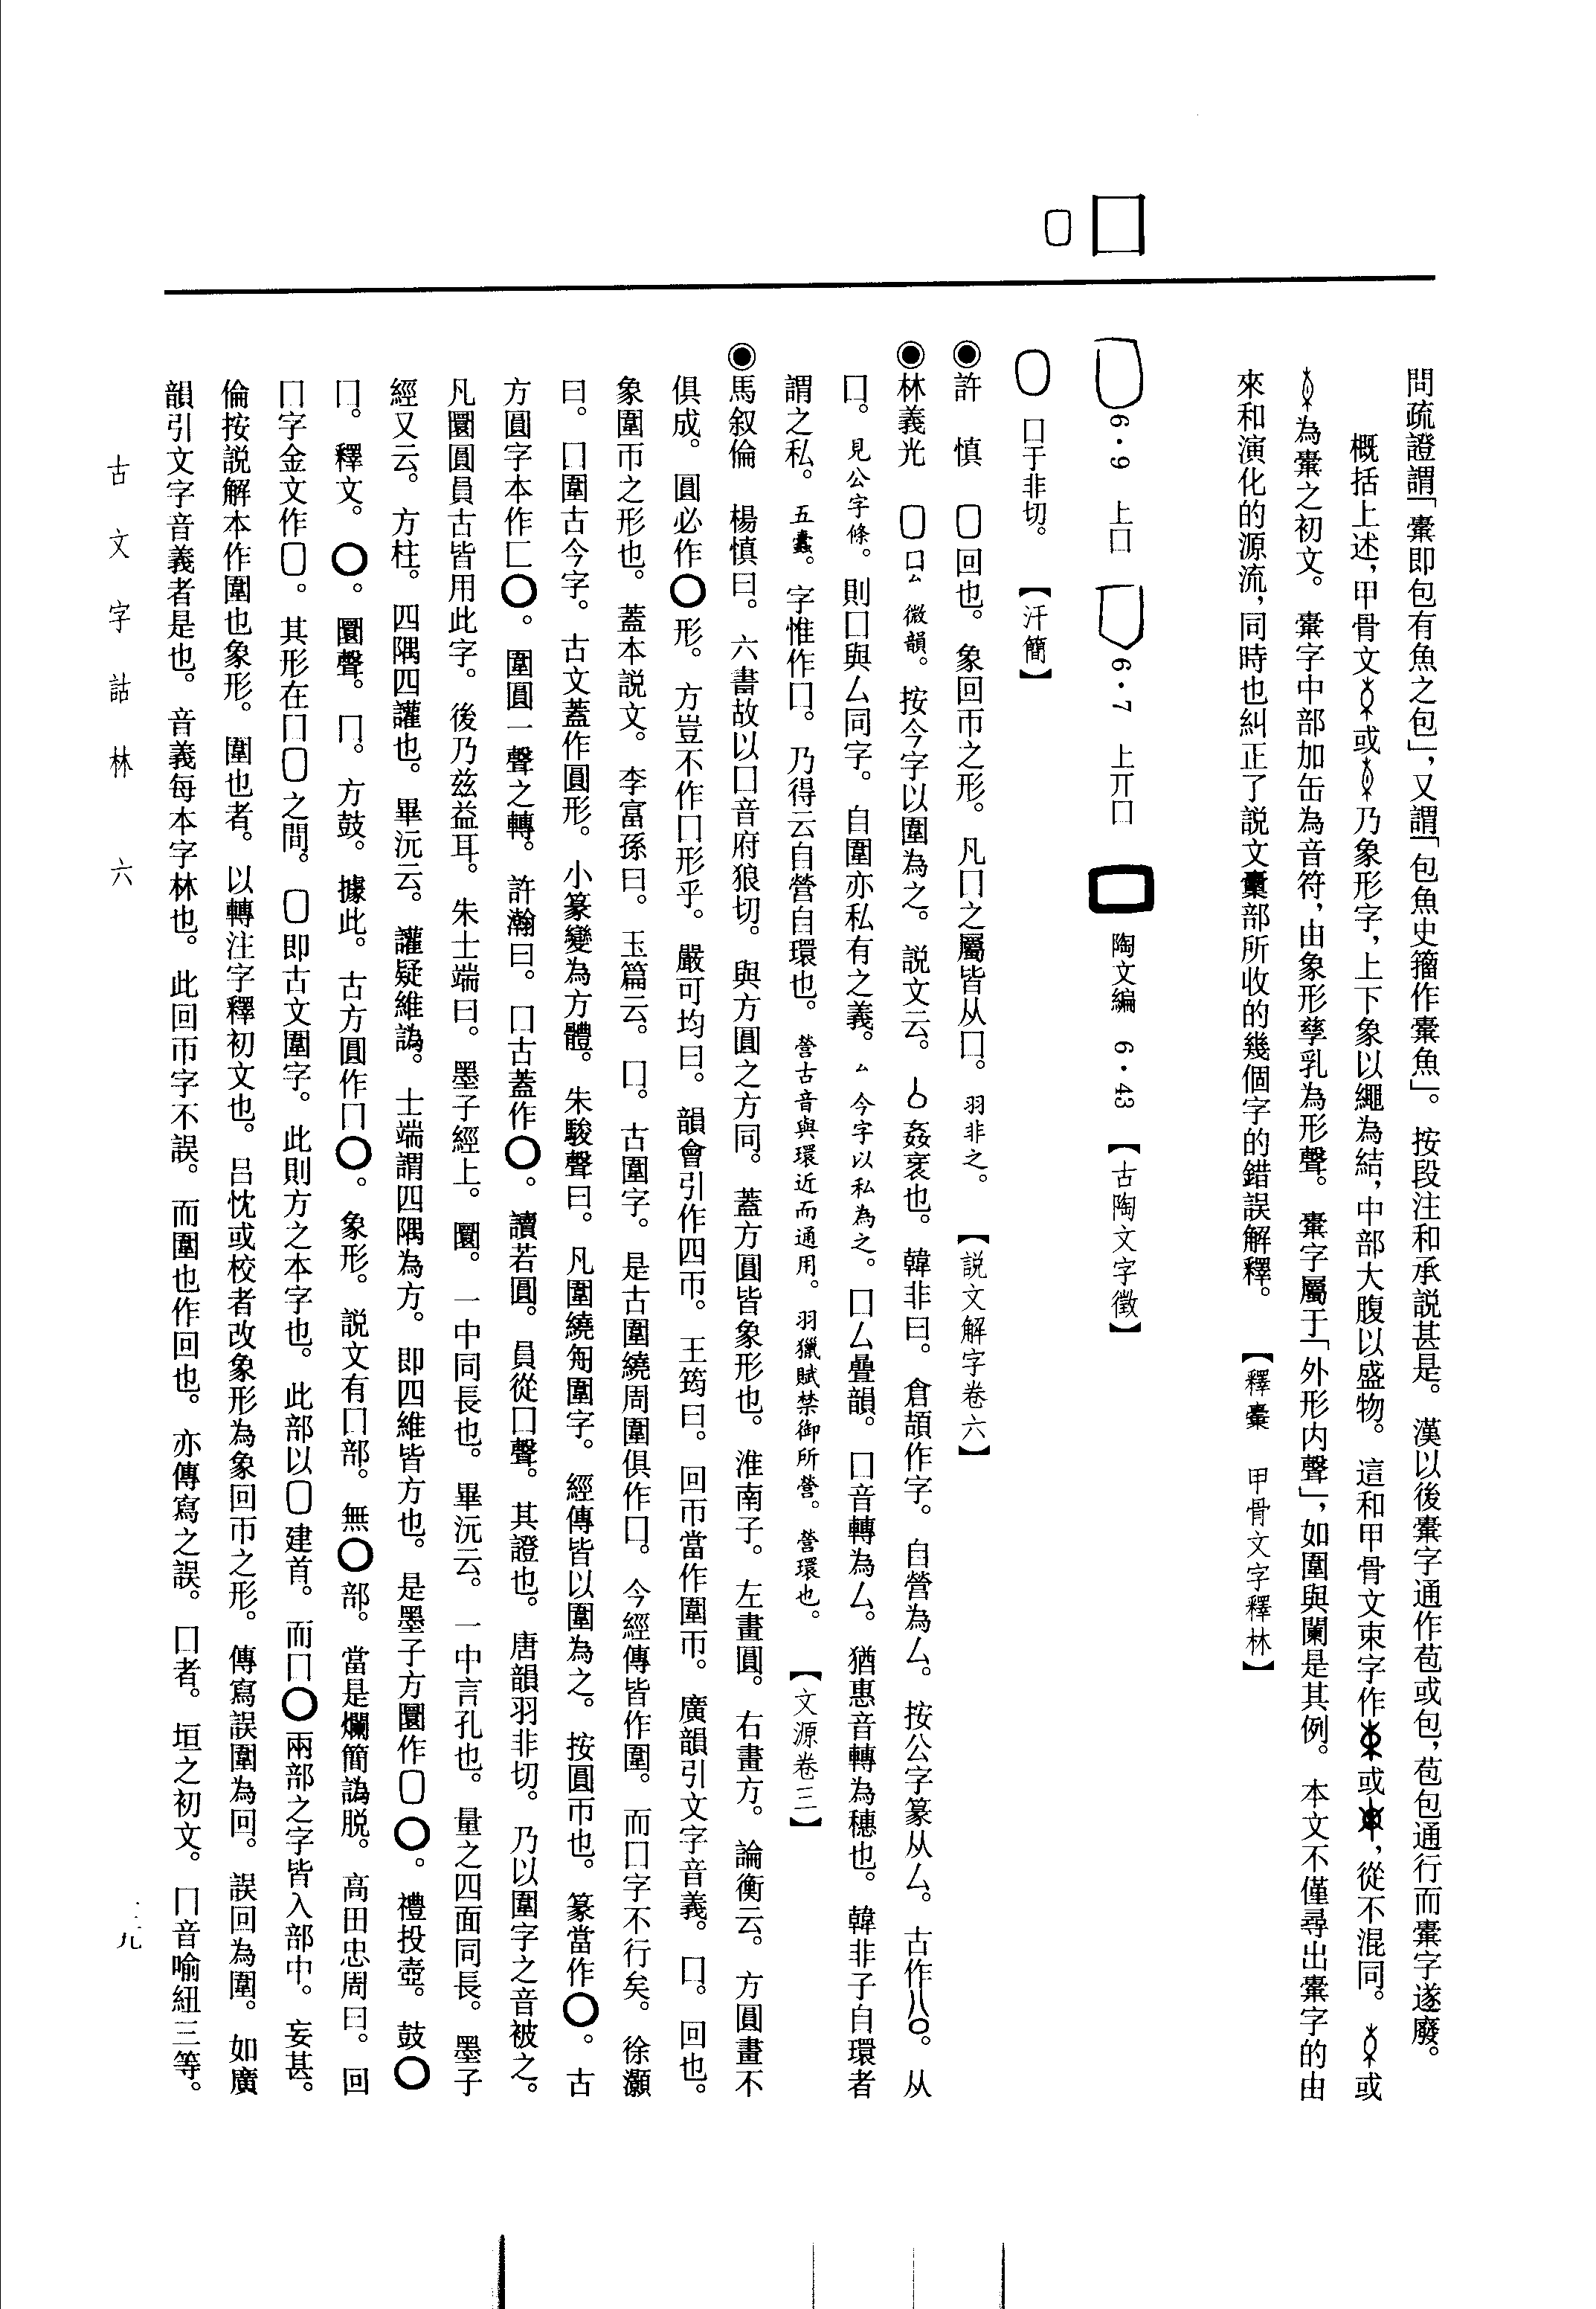 囗
問疏證謂「橐即包有魚之包」，又謂「包魚史籀作橐魚」。按段注和承説甚是。漢以後橐字通作苞或包，苞包通行而橐字遂廢。
概括上述，甲骨文或乃象形字，上下象以繩為結，中部大腹以盛物。這和甲骨文束字作或，從不混同。或
為橐之初文。橐字中部加缶為音符，由象形孳乳為形聲。橐字屬于「外形内聲」，如圍與闌是其例。本文不僅尋出橐字的由
來和演化的源流，同時也糾正了説文㯻部所收的幾個字的錯誤解釋。【釋橐　甲骨文字釋林】
6·9　上囗　6·7　上丌囗　陶文編　6·43　【古陶文字徵】
囗于非切。【汗簡】
◉許　慎　囗回也。象回帀之形。凡囗之屬皆从囗。羽非之。【説文解字卷六】
◉林義光　囗囗厶　微韻。按今字以圍為之。説文云。厶姦衺也。韓非曰。倉頡作字。自營為厶。按公字篆从厶。古作。从
囗。見公字條。則囗與厶同字。自圍亦私有之義。厶今字以私為之。囗厶疊韻。囗音轉為厶。猶惠音轉為穗也。韓非子自環者
謂之私。五蠹。字惟作囗。乃得云自營自環也。營古音與環近而通用。羽獵賦禁御所營。營環也。【文源卷三】
◉馬叙倫　楊慎曰。六書故以囗音府狼切。與方圓之方同。蓋方圓皆象形也。淮南子。左畫圓。右畫方。論衡云。方圓畫不
俱成。圓必作〇形。方豈不作囗形乎。嚴可均曰。韻會引作四帀。王筠曰。回帀當作圍帀。廣韻引文字音義。囗。回也。
象圍帀之形也。蓋本説文。李富孫曰。玉篇云。囗。古圍字。是古圍繞周圍俱作囗。今經傳皆作圍。而囗字不行矣。徐灝
曰。囗圍古今字。古文蓋作圓形。小篆變為方體。朱駿聲曰。凡圍繞匊圍字。經傳皆以圍為之。按圓帀也。篆當作〇。古
方圓字本作匚〇。圍圓一聲之轉。許瀚曰。囗古蓋作〇。讀若圓。員從囗聲。其證也。唐韻羽非切。乃以圍字之音被之。
凡圜圓員古皆用此字。後乃茲益耳。朱士端曰。墨子經上。圜。一中同長也。畢沅云。一中言孔也。量之四面同長。墨子
經又云。方柱。四隅四讙也。畢沅云。讙疑維譌。士端謂四隅為方。即四維皆方也。是墨子方圜作囗〇。禮投壺。鼓〇
囗。釋文。〇。圜聲。囗。方鼓。據此。古方圓作囗〇。象形。説文有囗部。無〇部。當是爛簡譌脱。高田忠周曰。回
囗字金文作囗。其形在囗囗之間。囗即古文圍字。此則方之本字也。此部以囗建首。而囗〇兩部之字皆入部中。妄甚。
倫按説解本作圍也象形。圍也者。以轉注字釋初文也。吕忱或校者改象形為象回帀之形。傳寫誤圍為回。誤回為圍。如廣
韻引文字音義者是也。音義每本字林也。此回帀字不誤。而圍也作回也。亦傳寫之誤。囗者。垣之初文。囗音喻紐三等。
古文字詁林　六
九